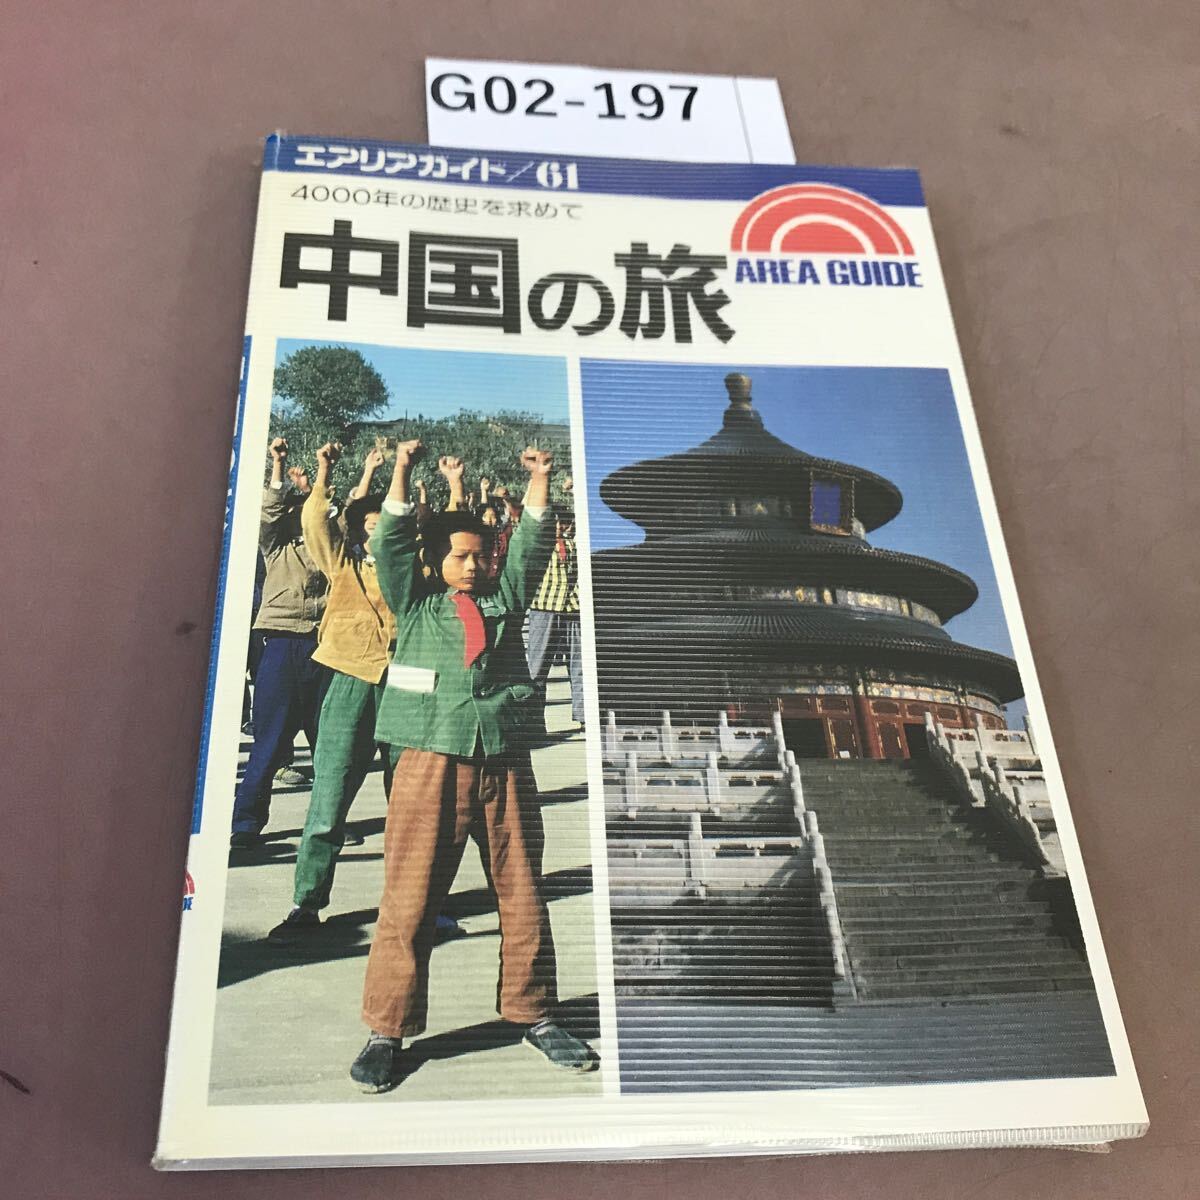 G02-197
エアリアガイド/61
4000年の歴史を求めて
中国の旅
AREA GUIDE